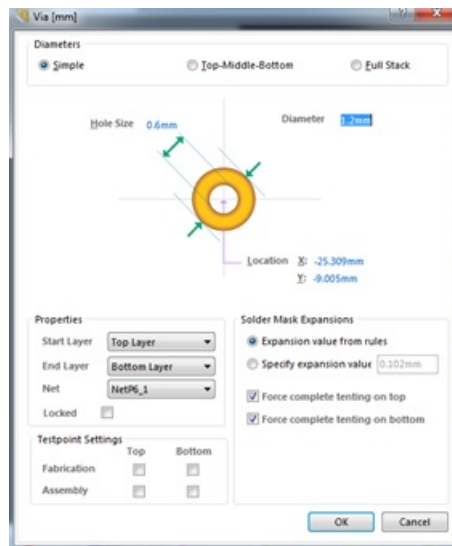 Via [mm]
Diameters
Simple Top-Middle-Bottom Full Stack
Hole Size 0.6mm Diameter 1.2mm
Location X: -25.309mm
Y: -9.005mm
Properties Solder Mask Expansions
Start Layer Top Layer Expansion value from rules
End Layer Bottom Layer Specify expansion value 0.102mm
Net NetP6_1
Force complete tenting on top
Locked
Force complete tenting on bottom
Testpoint Settings
Top Bottom
Fabrication
Assembly
OK Cancel